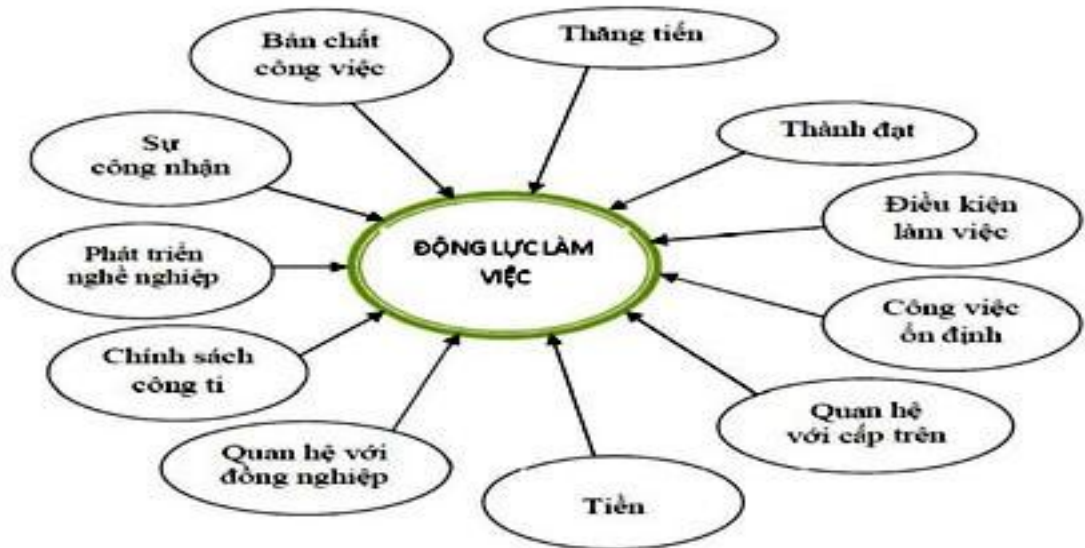 Bản chất
công việc
Thăng tiến
Sự
công nhận
Thành đạt
Điều kiện
làm việc
ĐỘNG LỰC LÀM
VIỆC
Phát triển
nghề nghiệp
Công việc
ổn định
Chính sách
công ti
Quan hệ
với cấp trên
Quan hệ với
đồng nghiệp
Tiền